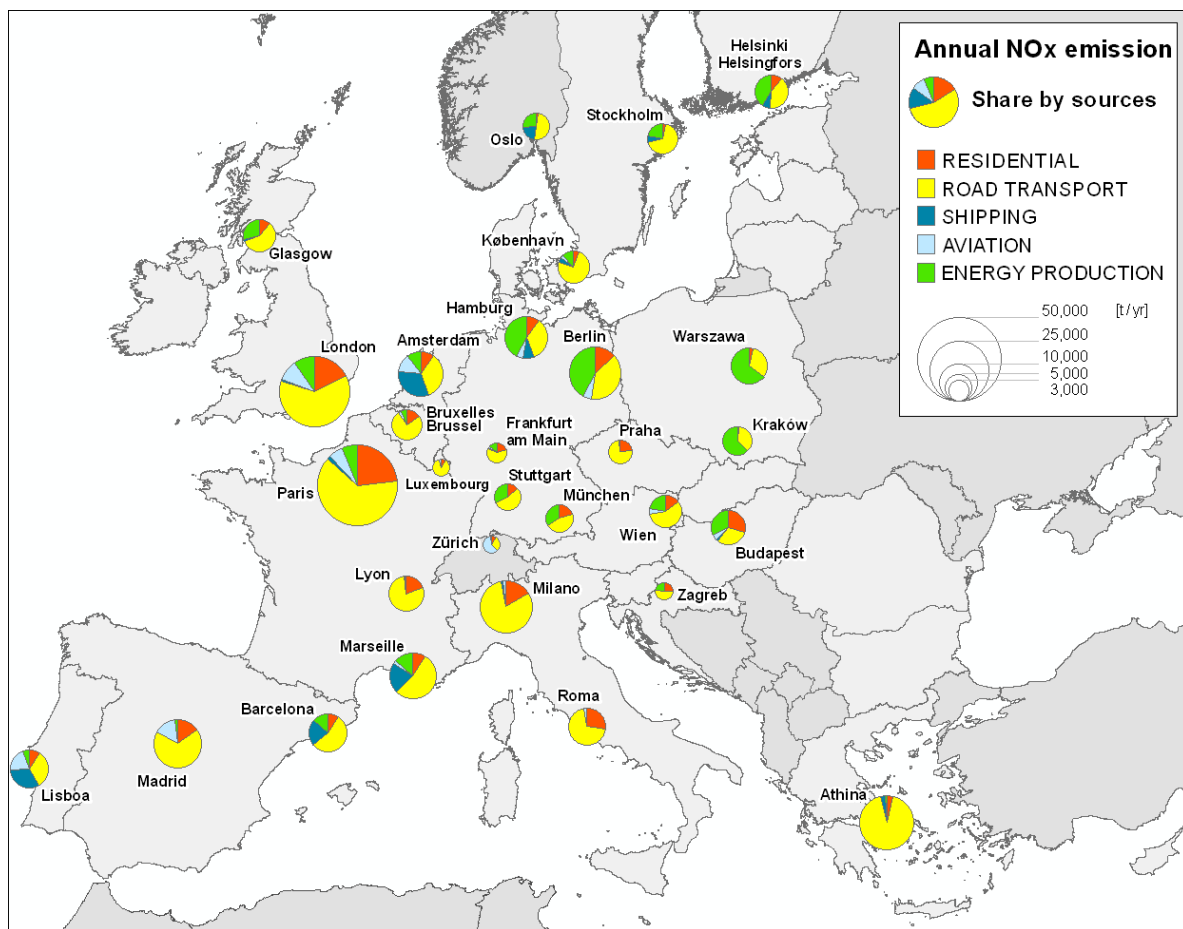 Helsinki
Helsingfors
Stockholm
Oslo
Glasgow
København
Hamburg
Amsterdam
Berlin
Warszawa
London
Bruxelles
Brussel
Frankfurt
am Main
Praha
Kraków
Paris
Luxembourg
Stuttgart
München
Zürich
Wien
Budapest
Lyon
Milano
Zagreb
Marseille
Roma
Barcelona
Madrid
Lisboa
Athina
Annual NOx emission
Share by sources
RESIDENTIAL
ROAD TRANSPORT
SHIPPING
AVIATION
ENERGY PRODUCTION
50,000 [t/yr]
25,000
10,000
5,000
3,000